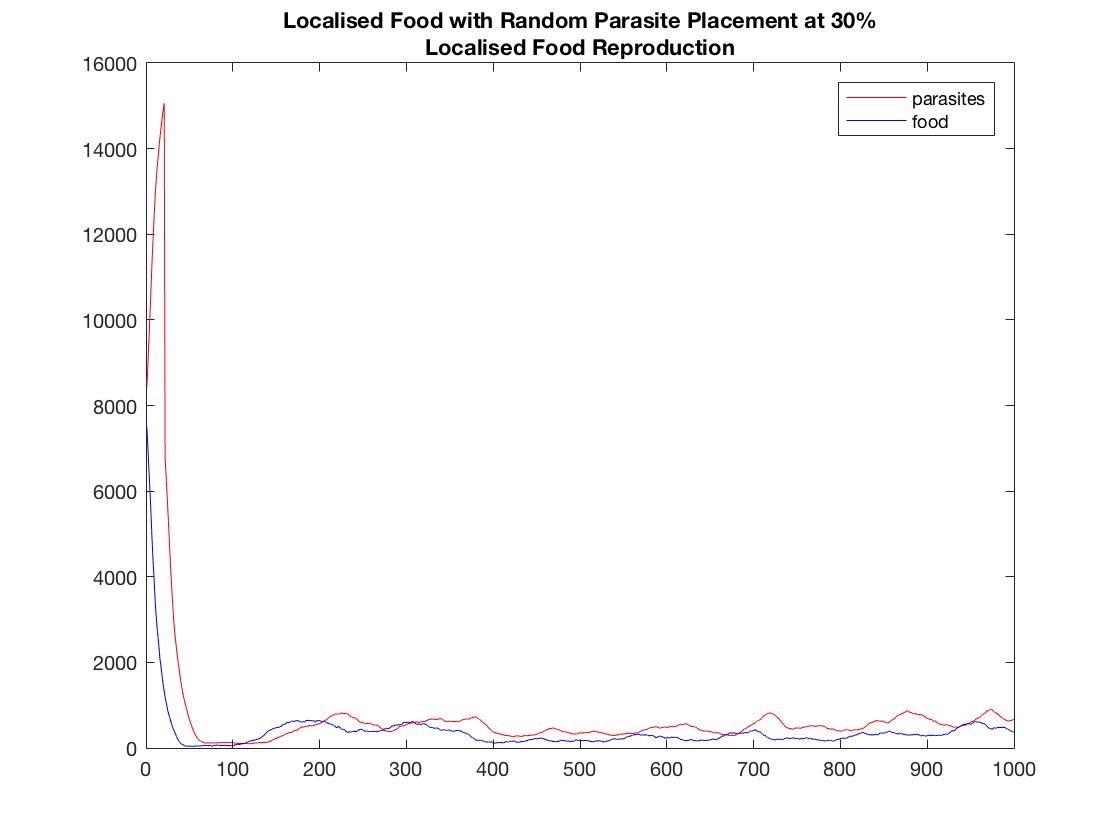 Localised Food with Random Parasite Placement at 30%
Localised Food Reproduction
16000
14000
12000
10000
8000
6000
4000
2000
0
parasites
food
0 100 200 300 400 500 600 700 800 900 1000